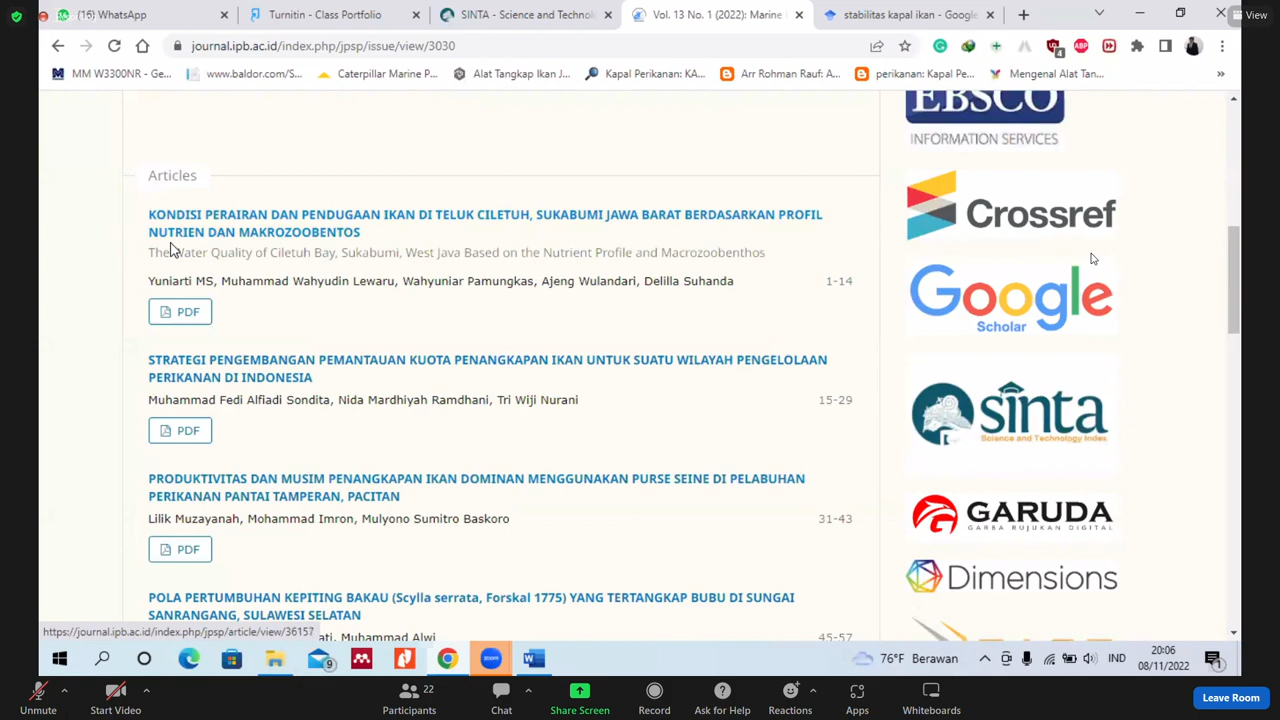 (16) WhatsApp
Turnitin - Class Portfolio
SINTA - Science and Technol
Vol. 13 No. 1 (2022): Marine
stabilitas kapal ikan - Google
View
journal.ipb.ac.id/index.php/jpsp/issue/view/3030
MM W3300NR - Ge...
www.baldor.com/S...
Caterpillar Marine P...
Alat Tangkap Ikan J...
Kapal Perikanan: KA...
Arr Rohman Rauf: A...
perikanan: Kapal Pe...
Mengenal Alat Tan...
EBSCO
INFORMATION SERVICES
Articles
KONDISI PERAIRAN DAN PENDUGAAN IKAN DI TELUK CILETUH, SUKABUMI JAWA BARAT BERDASARKAN PROFIL
NUTRIEN DAN MAKROZOOBENTOS
The Water Quality of Ciletuh Bay, Sukabumi, West Java Based on the Nutrient Profile and Macrozoobenthos
Yuniarti MS, Muhammad Wahyudin Lewaru, Wahyuniar Pamungkas, Ajeng Wulandari, Delilla Suhanda
1-14
PDF
Crossref
Google
Scholar
STRATEGI PENGEMBANGAN PEMANTAUAN KUOTA PENANGKAPAN IKAN UNTUK SUATU WILAYAH PENGELOLAAN
PERIKANAN DI INDONESIA
Muhammad Fedi Alfiadi Sondita, Nida Mardhiyah Ramdhani, Tri Wiji Nurani
15-29
PDF
sinta
Science and Technology Index
PRODUKTIVITAS DAN MUSIM PENANGKAPAN IKAN DOMINAN MENGGUNAKAN PURSE SEINE DI PELABUHAN
PERIKANAN PANTAI TAMPERAN, PACITAN
Lilik Muzayanah, Mohammad Imron, Mulyono Sumitro Baskoro
31-43
PDF
GARUDA
GARBA RUJUKAN DIGITAL
Dimensions
POLA PERTUMBUHAN KEPITING BAKAU (Scylla serrata, Forskal 1775) YANG TERTANGKAP BUBU DI SUNGAI
SANRANGANG, SULAWESI SELATAN
ati, Muhammad Alwi
45-57
https://journal.ipb.ac.id/index.php/jpsp/article/view/36157
4
9
zoom
76°F Berawan
IND
20:06
08/11/2022
1
Unmute
Start Video
22
Participants
Chat
Share Screen
Record
Ask for Help
Reactions
Apps
Whiteboards
Leave Room